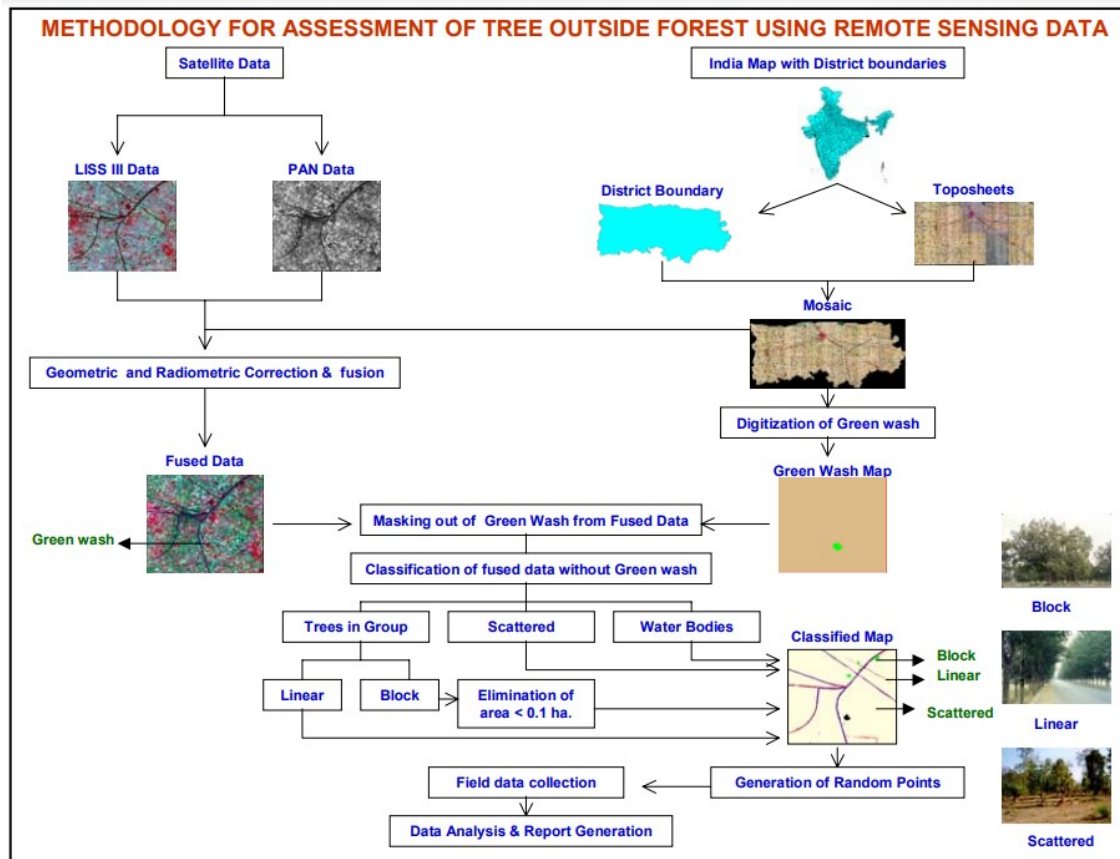 METHODOLOGY FOR ASSESSMENT OF TREE OUTSIDE FOREST USING REMOTE SENSING DATA
Satellite Data
India Map with District boundaries
LISS III Data
PAN Data
District Boundary
Toposheets
Mosaic
Geometric and Radiometric Correction & fusion
Digitization of Green wash
Fused Data
Green Wash Map
Green wash
Masking out of Green Wash from Fused Data
Classification of fused data without Green wash
Trees in Group
Scattered
Water Bodies
Classified Map
Block
Linear
Scattered
Linear
Block
Elimination of
area < 0.1 ha.
Block
Linear
Scattered
Field data collection
Generation of Random Points
Data Analysis & Report Generation